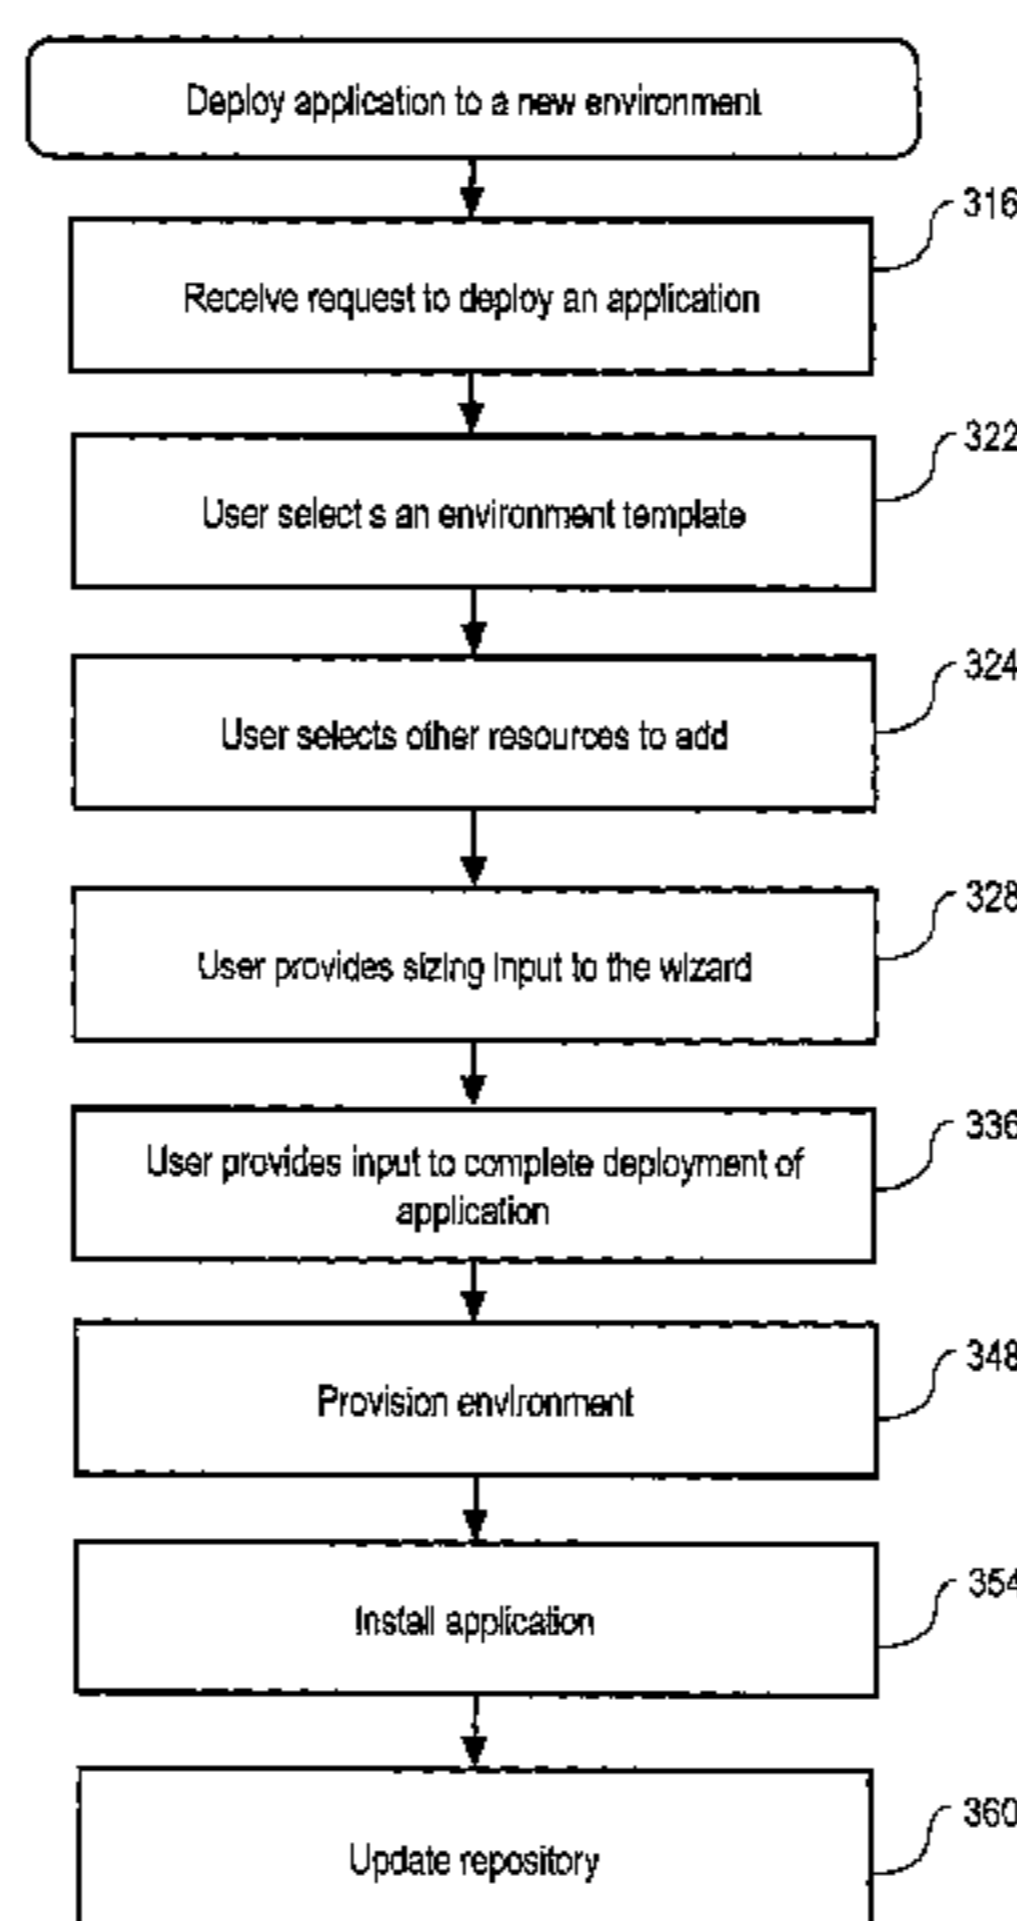 Deploy application to a new environment
316
Receive request to deploy an application
322
User select s an environment template
324
User selects other resources to add
328
User provides sizing input to the wizard
336
User provides input to complete deployment of
application
348
Provision environment
354
Install application
360
Update repository